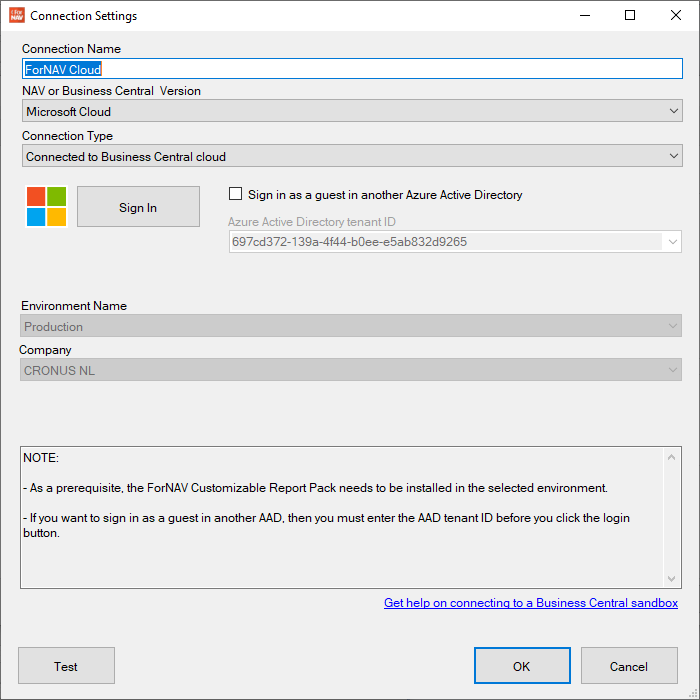 I For
NAV
Connection Settings
Connection Name
ForNAV Cloud
NAV or Business Central  Version
Microsoft Cloud
Connection Type
Connected to Business Central cloud
Sign In
Sign in as a guest in another Azure Active Directory
Azure Active Directory tenant ID
697cd372-139a-4f44-b0ee-e5ab832d9265
Environment Name
Production
Company
CRONUS NL
NOTE:
- As a prerequisite, the ForNAV Customizable Report Pack needs to be installed in the selected environment.
- If you want to sign in as a guest in another AAD, then you must enter the AAD tenant ID before you click the login
button.
Get help on connecting to a Business Central sandbox
Test
OK
Cancel